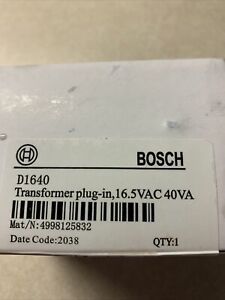 BOSCH
D1640
Transformer plug-in,16.5VAC 40VA
Mat/N:4998125832
Date Code:2038 QTY:1